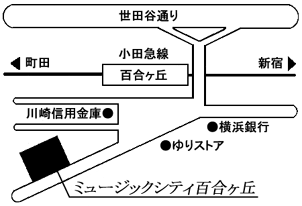 世田谷通り
小田急線
町田
百合ヶ丘
新宿
川崎信用金庫
横浜銀行
ゆりストア
ミュージックシティ百合ヶ丘